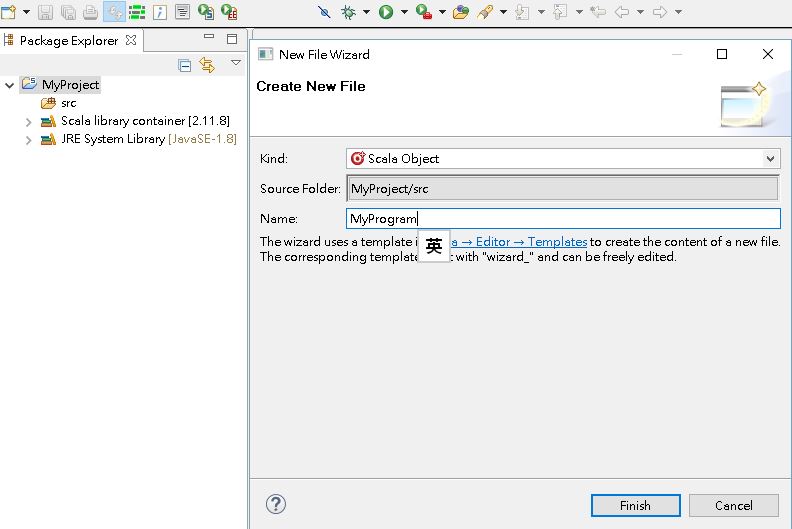 Package Explorer
MyProject
src
Scala library container [2.11.8]
JRE System Library [JavaSE-1.8]
New File Wizard
Create New File
Kind: Scala Object
Source Folder: MyProject/src
Name: MyProgram
英
The wizard uses a template i a → Editor → Templates to create the content of a new file.
The corresponding template t with "wizard_" and can be freely edited.
?
Finish
Cancel